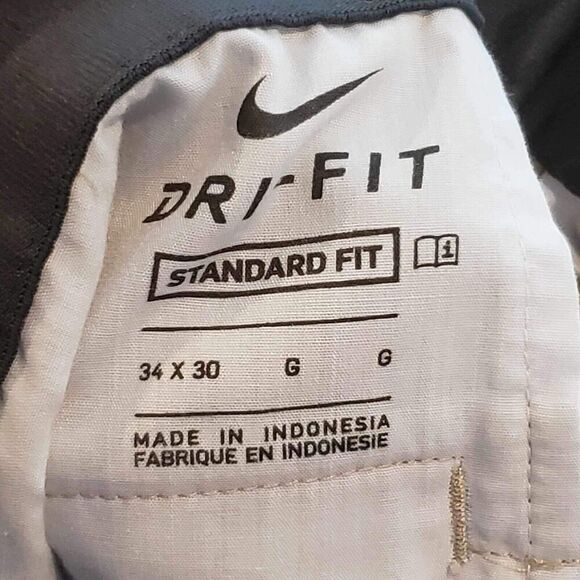 DRI-FIT
STANDARD FIT
34 X 30 G G
MADE IN INDONESIA
FABRIQUE EN INDONESIE